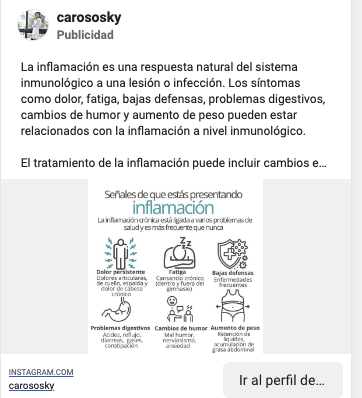 carososky
Publicidad
La inflamación es una respuesta natural del sistema
inmunológico a una lesión o infección. Los síntomas
como dolor, fatiga, bajas defensas, problemas digestivos,
cambios de humor y aumento de peso pueden estar
relacionados con la inflamación a nivel inmunológico.
El tratamiento de la inflamación puede incluir cambios e...
Señales de que estás presentando
inflamación
La inflamación crónica está ligada a varios problemas de
salud y es más frecuente que nunca
Dolor persistente
Dolores articulares,
de cuello, espalda y
dolor de cabeza
crónico
Fatiga
Cansancio crónico
(dentro y fuera del
gimnasio)
Bajas defensas
Enfermedades
frecuentes
Problemas digestivos
Acidez, reflujo,
diarreas, gases,
constipación
Cambios de humor
Mal humor,
nerviosismo,
ansiedad
Aumento de peso
Retención de
líquidos,
acumulación de
grasa abdominal
INSTAGRAM.COM
carososky
Ir al perfil de...